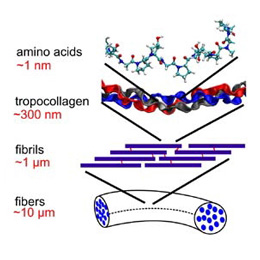 amino acids
~1 nm
tropocollagen
~300 nm
fibrils
~1 μm
fibers
~10 μm